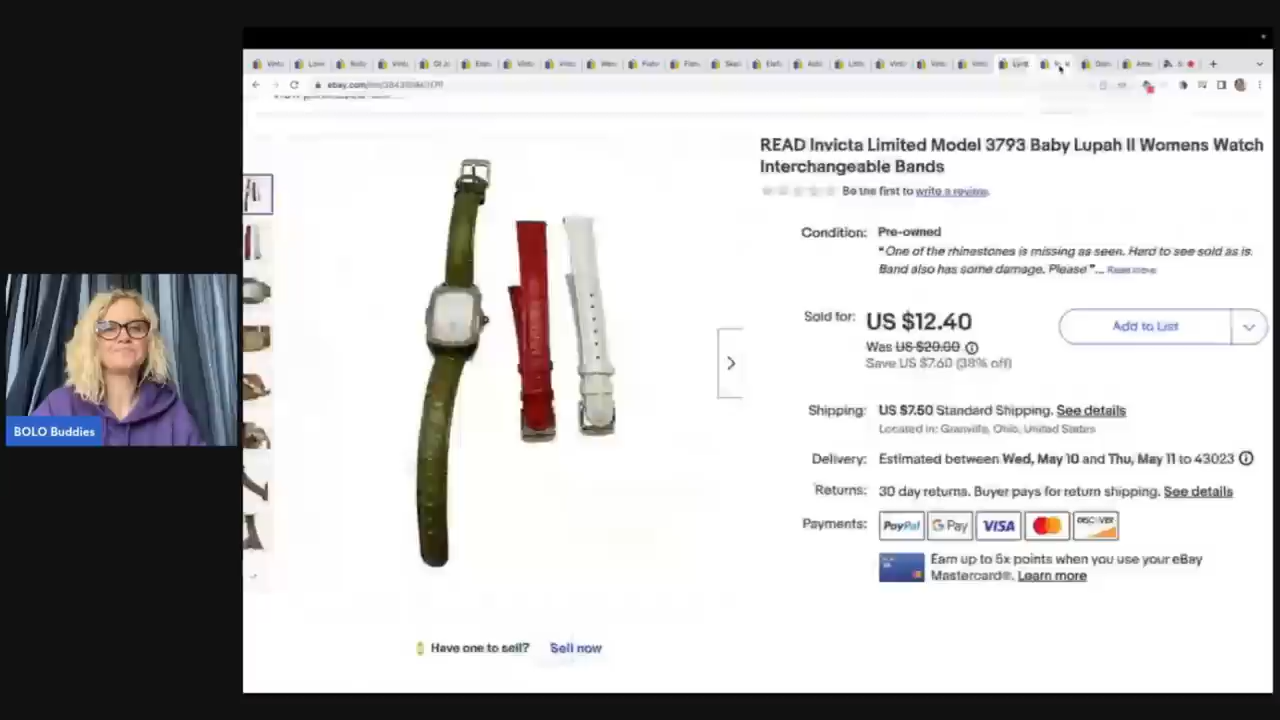 ebay.com
READ Invicta Limited Model 3793 Baby Lupah II Womens Watch
Interchangeable Bands
Be the first to write a review.
Condition: Pre-owned
"One of the rhinestones is missing as seen. Hard to see sold as is.
Band also has some damage. Please "... Read more
Sold for: US $12.40
Add to List
Was US $20.00
Save US $7.60 (38% off)
Shipping: US $7.50 Standard Shipping. See details
Located in: Granville, Ohio, United States
Delivery: Estimated between Wed, May 10 and Thu, May 11 to 43023
Returns: 30 day returns. Buyer pays for return shipping. See details
Payments: PayPal G Pay VISA DISCOVER
Earn up to 5x points when you use your eBay
Mastercard®. Learn more
Have one to sell? Sell now
BOLO Buddies